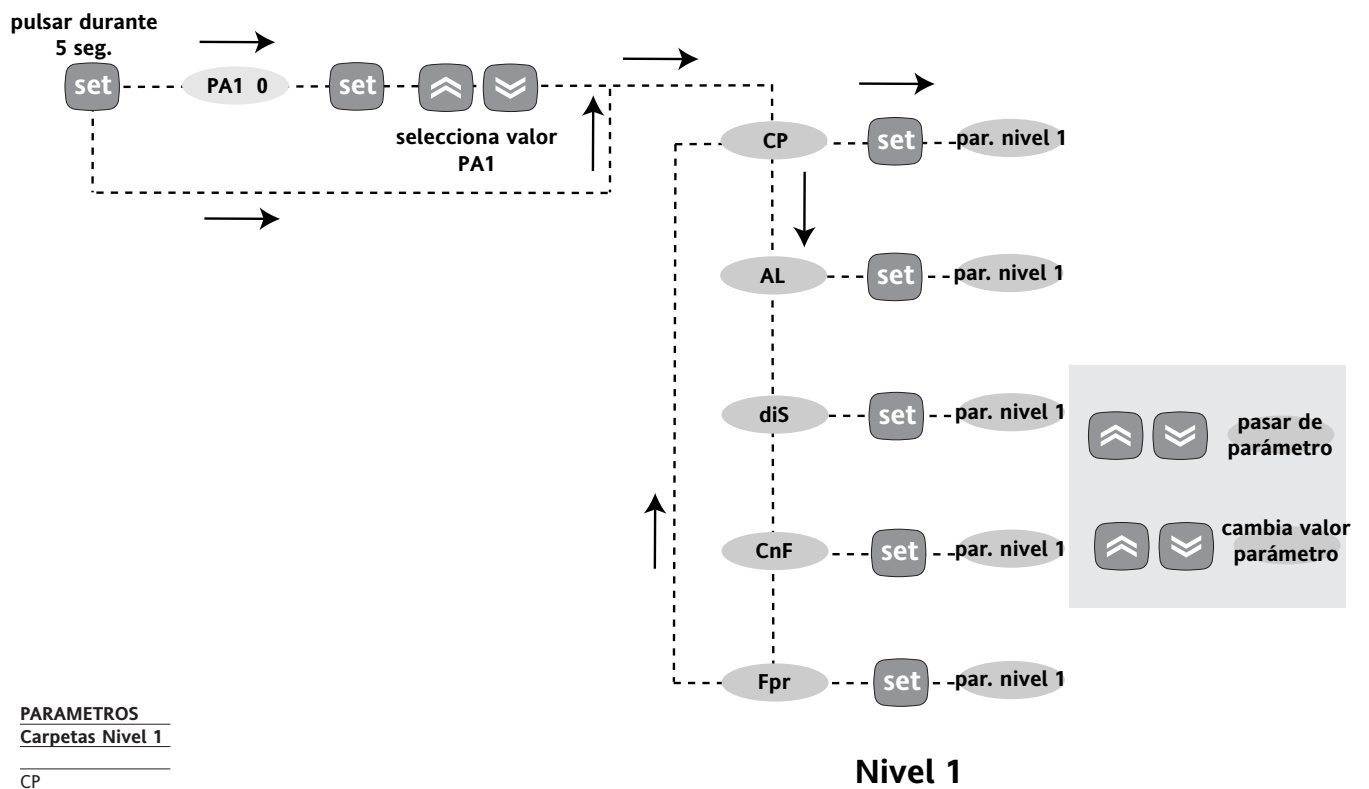 pulsar durante
5 seg.
set
PA1 0
set
selecciona valor
PA1
CP
set
par. nivel 1
AL
set
par. nivel 1
diS
set
par. nivel 1
pasar de
parámetro
CnF
set
par. nivel 1
cambia valor
parámetro
Fpr
set
par. nivel 1
PARAMETROS
Carpetas Nivel 1
CP
Nivel 1